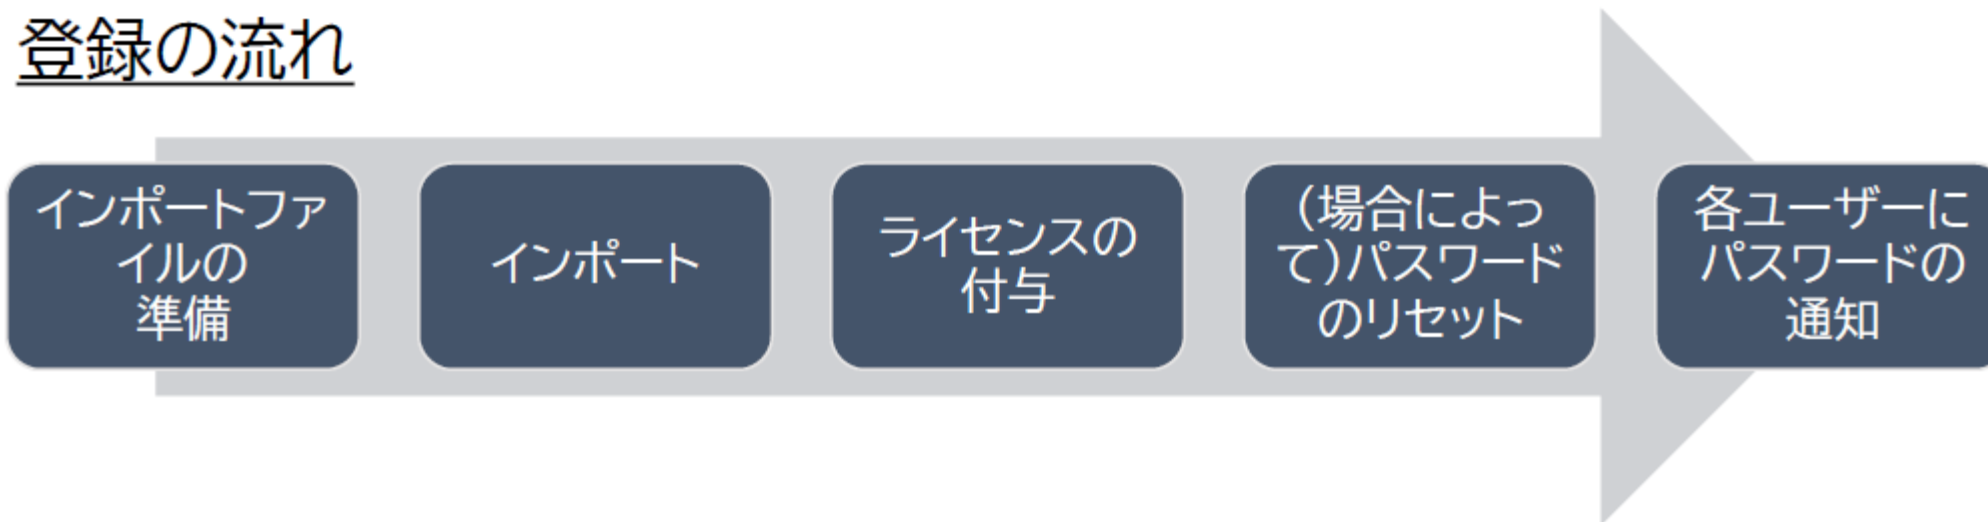 登録の流れ
インポートファ
イルの
準備
インポート
ライセンスの
付与
（場合によっ
て）パスワード
のリセット
各ユーザーに
パスワードの
通知